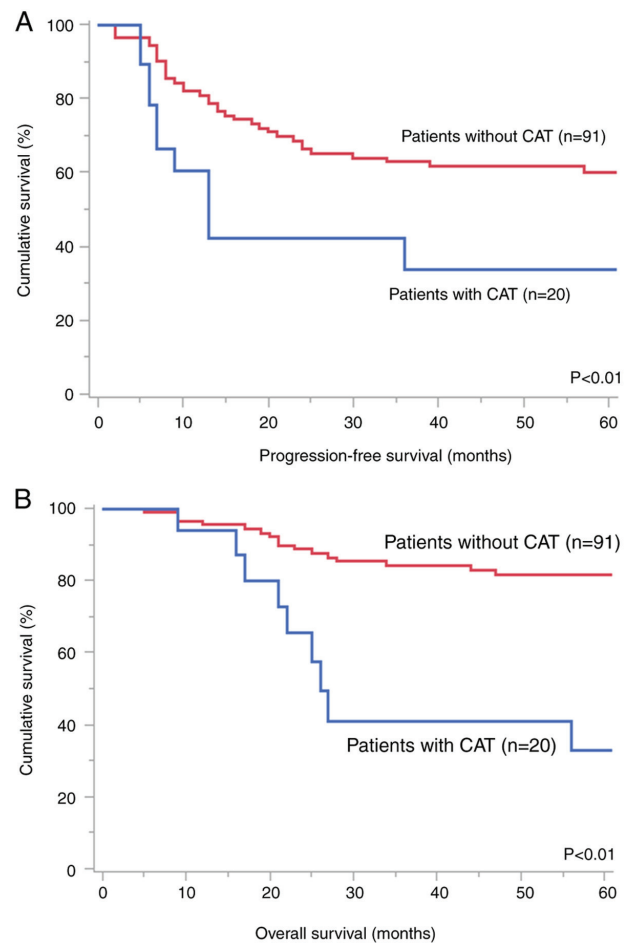 A
Cumulative survival (%)
100
80
60
40
20
0
Patients without CAT (n=91)
Patients with CAT (n=20)
P<0.01
0 10 20 30 40 50 60
Progression-free survival (months)
B
Cumulative survival (%)
100
80
60
40
20
0
Patients without CAT (n=91)
Patients with CAT (n=20)
P<0.01
0 10 20 30 40 50 60
Overall survival (months)